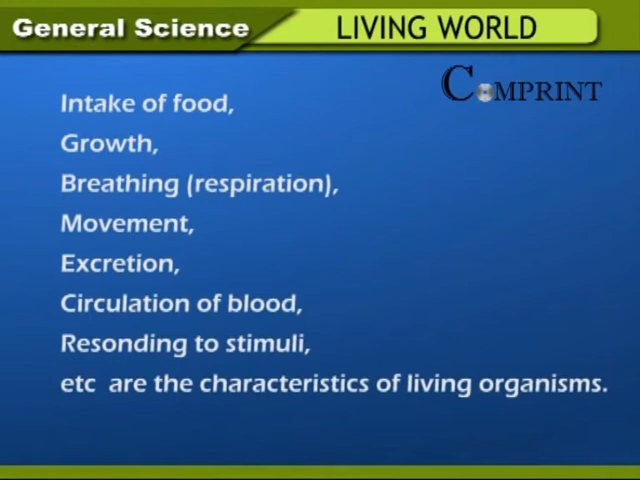 General Science
LIVING WORLD
COMPRINT
Intake of food,
Growth,
Breathing (respiration),
Movement,
Excretion,
Circulation of blood,
Resonding to stimuli,
etc are the characteristics of living organisms.